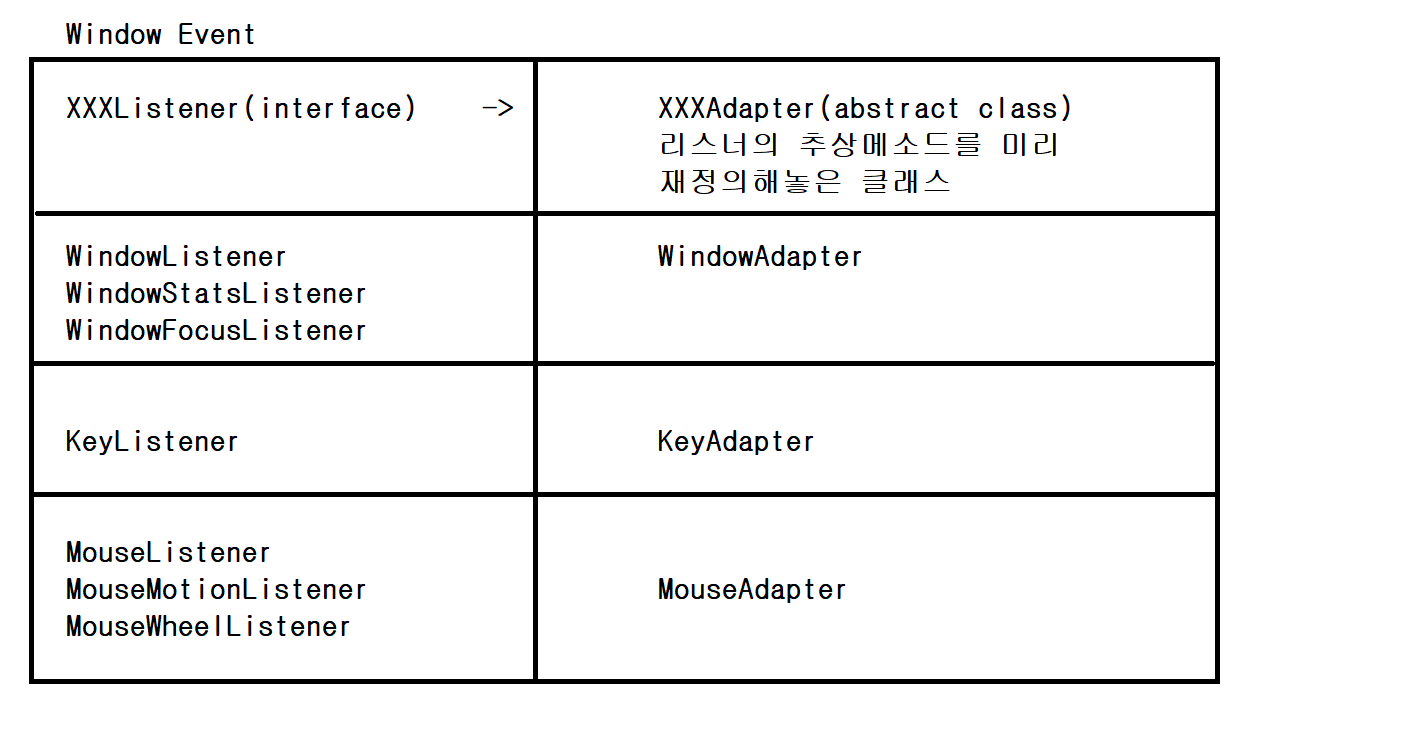 Window Event
XXXListener(interface) -> XXXAdapter(abstract class)
리스너의 추상메소드를 미리
재정의해놓은 클래스
WindowListener WindowAdapter
WindowStatsListener
WindowFocusListener
KeyListener KeyAdapter
MouseListener
MouseMotionListener MouseAdapter
MouseWheelListener